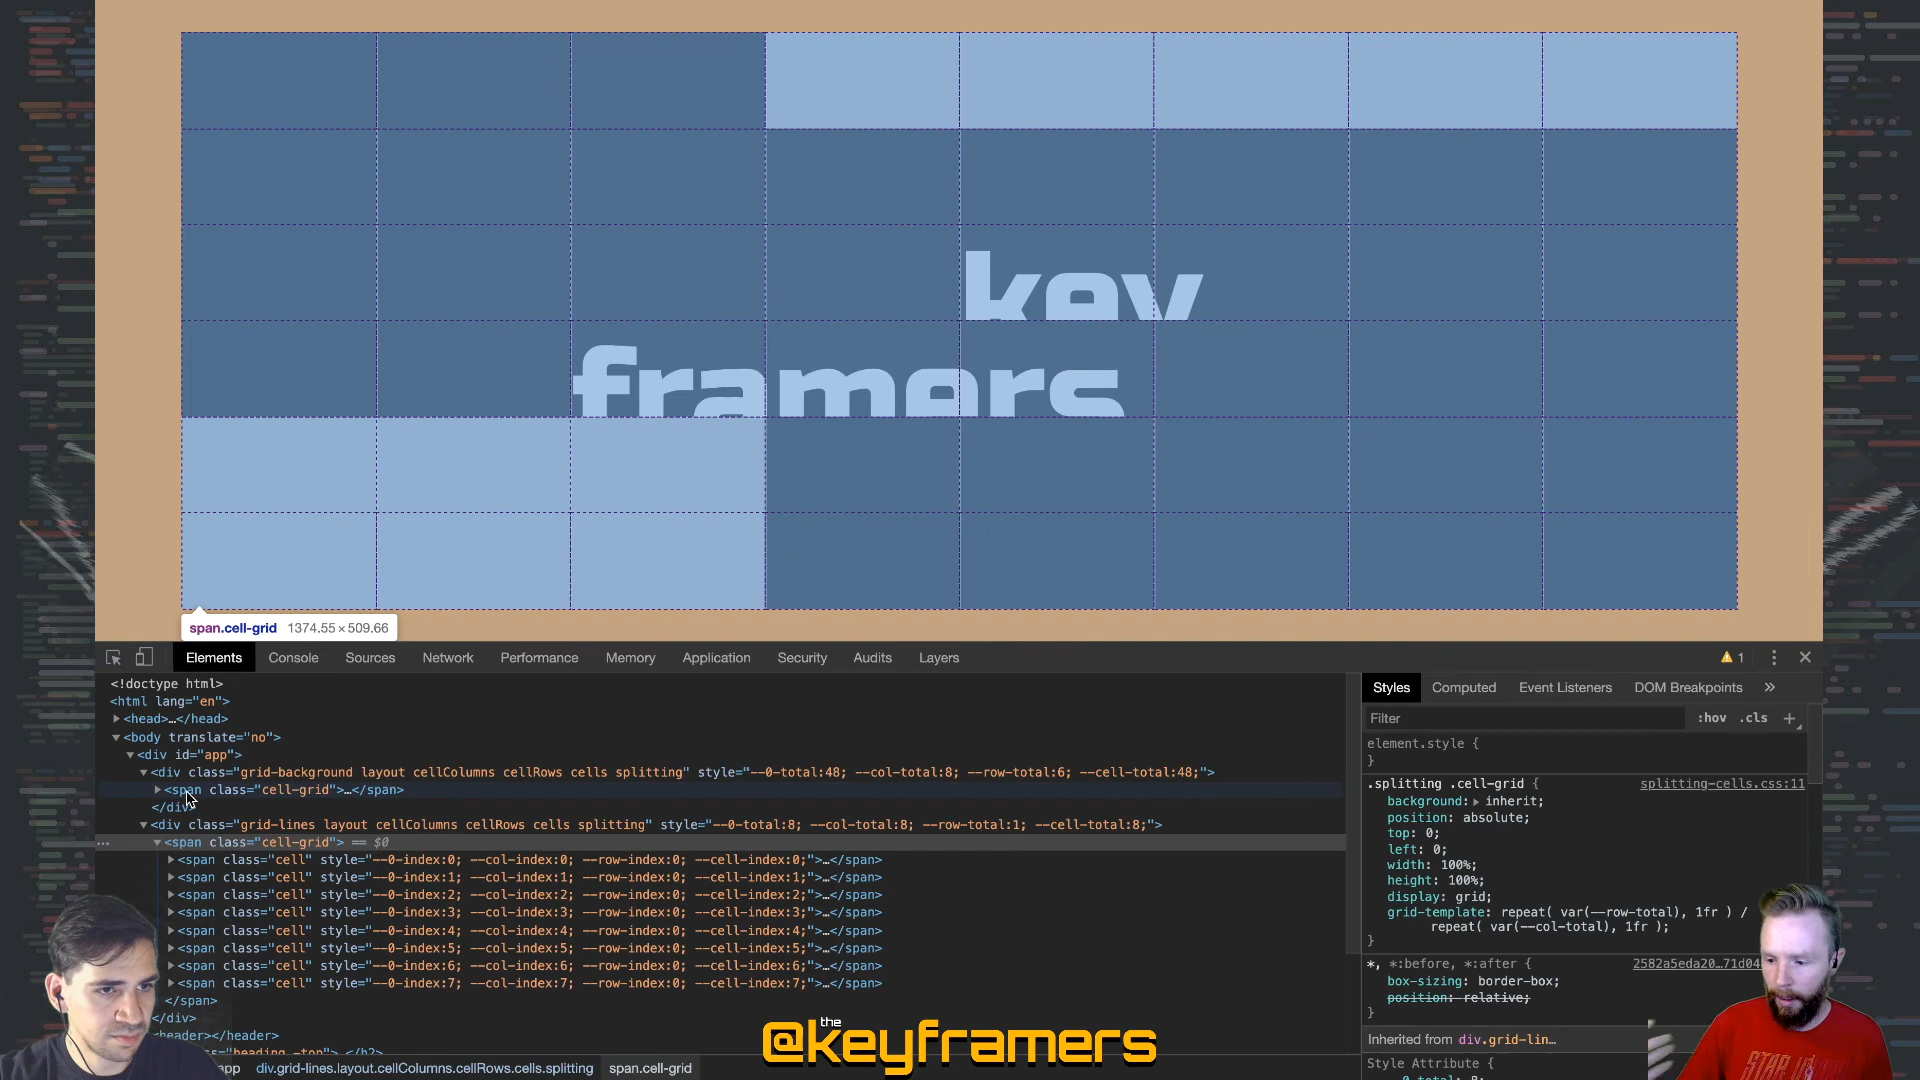 key
framers
span.cell-grid 1374.55 × 509.66
Elements Console Sources Network Performance Memory Application Security Audits Layers 1
<!doctype html>
<html lang="en">
<head>…</head>
<body translate="no">
<div id="app">
<div class="grid-background layout cellColumns cellRows cells splitting" style="--0-total:48; --col-total:8; --row-total:6; --cell-total:48;">
<span class="cell-grid">…</span>
</div>
<div class="grid-lines layout cellColumns cellRows cells splitting" style="--0-total:8; --col-total:8; --row-total:1; --cell-total:8;">
<span class="cell-grid"> == $0
<span class="cell" style="--0-index:0; --col-index:0; --row-index:0; --cell-index:0;">…</span>
<span class="cell" style="--0-index:1; --col-index:1; --row-index:0; --cell-index:1;">…</span>
<span class="cell" style="--0-index:2; --col-index:2; --row-index:0; --cell-index:2;">…</span>
<span class="cell" style="--0-index:3; --col-index:3; --row-index:0; --cell-index:3;">…</span>
<span class="cell" style="--0-index:4; --col-index:4; --row-index:0; --cell-index:4;">…</span>
<span class="cell" style="--0-index:5; --col-index:5; --row-index:0; --cell-index:5;">…</span>
<span class="cell" style="--0-index:6; --col-index:6; --row-index:0; --cell-index:6;">…</span>
<span class="cell" style="--0-index:7; --col-index:7; --row-index:0; --cell-index:7;">…</span>
</span>
</div>
header></header>
="heading -top"> </h2>
app div.grid-lines.layout.cellColumns.cellRows.cells.splitting span.cell-grid
Styles Computed Event Listeners DOM Breakpoints »
Filter :hov .cls +
element.style {
}
.splitting .cell-grid { splitting-cells.css:11
background: inherit;
position: absolute;
top: 0;
left: 0;
width: 100%;
height: 100%;
display: grid;
grid-template: repeat( var(--row-total), 1fr ) /
repeat( var(--col-total), 1fr );
}
*, *:before, *:after { 2582a5eda20…71d04
box-sizing: border-box;
position: relative;
}
Inherited from div.grid-lin…
Style Attribute {
the
@keyframers